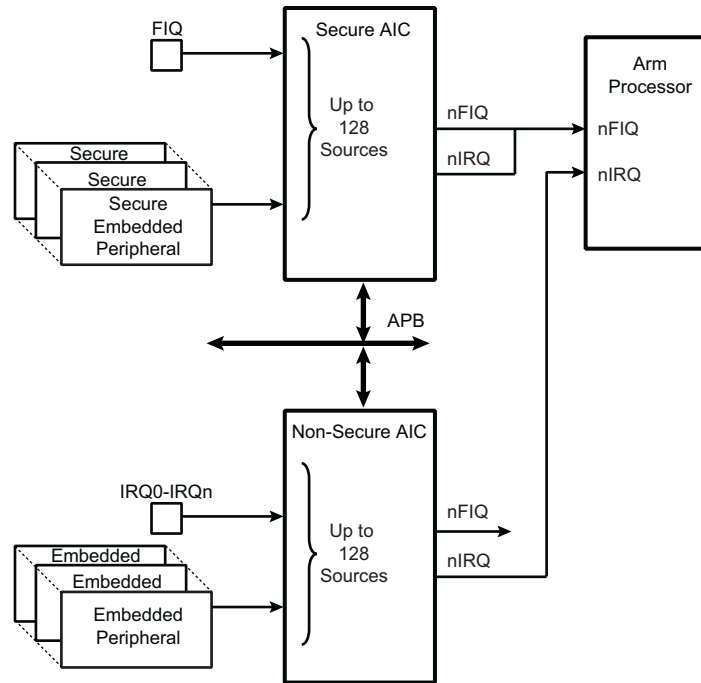 FIQ
Secure AIC
Up to
128
Sources
nFIQ
nIRQ
Arm
Processor
nFIQ
nIRQ
Secure
Secure
Secure
Embedded
Peripheral
APB
Non-Secure AIC
IRQ0-IRQn
Up to
128
Sources
nFIQ
nIRQ
Embedded
Embedded
Embedded
Peripheral